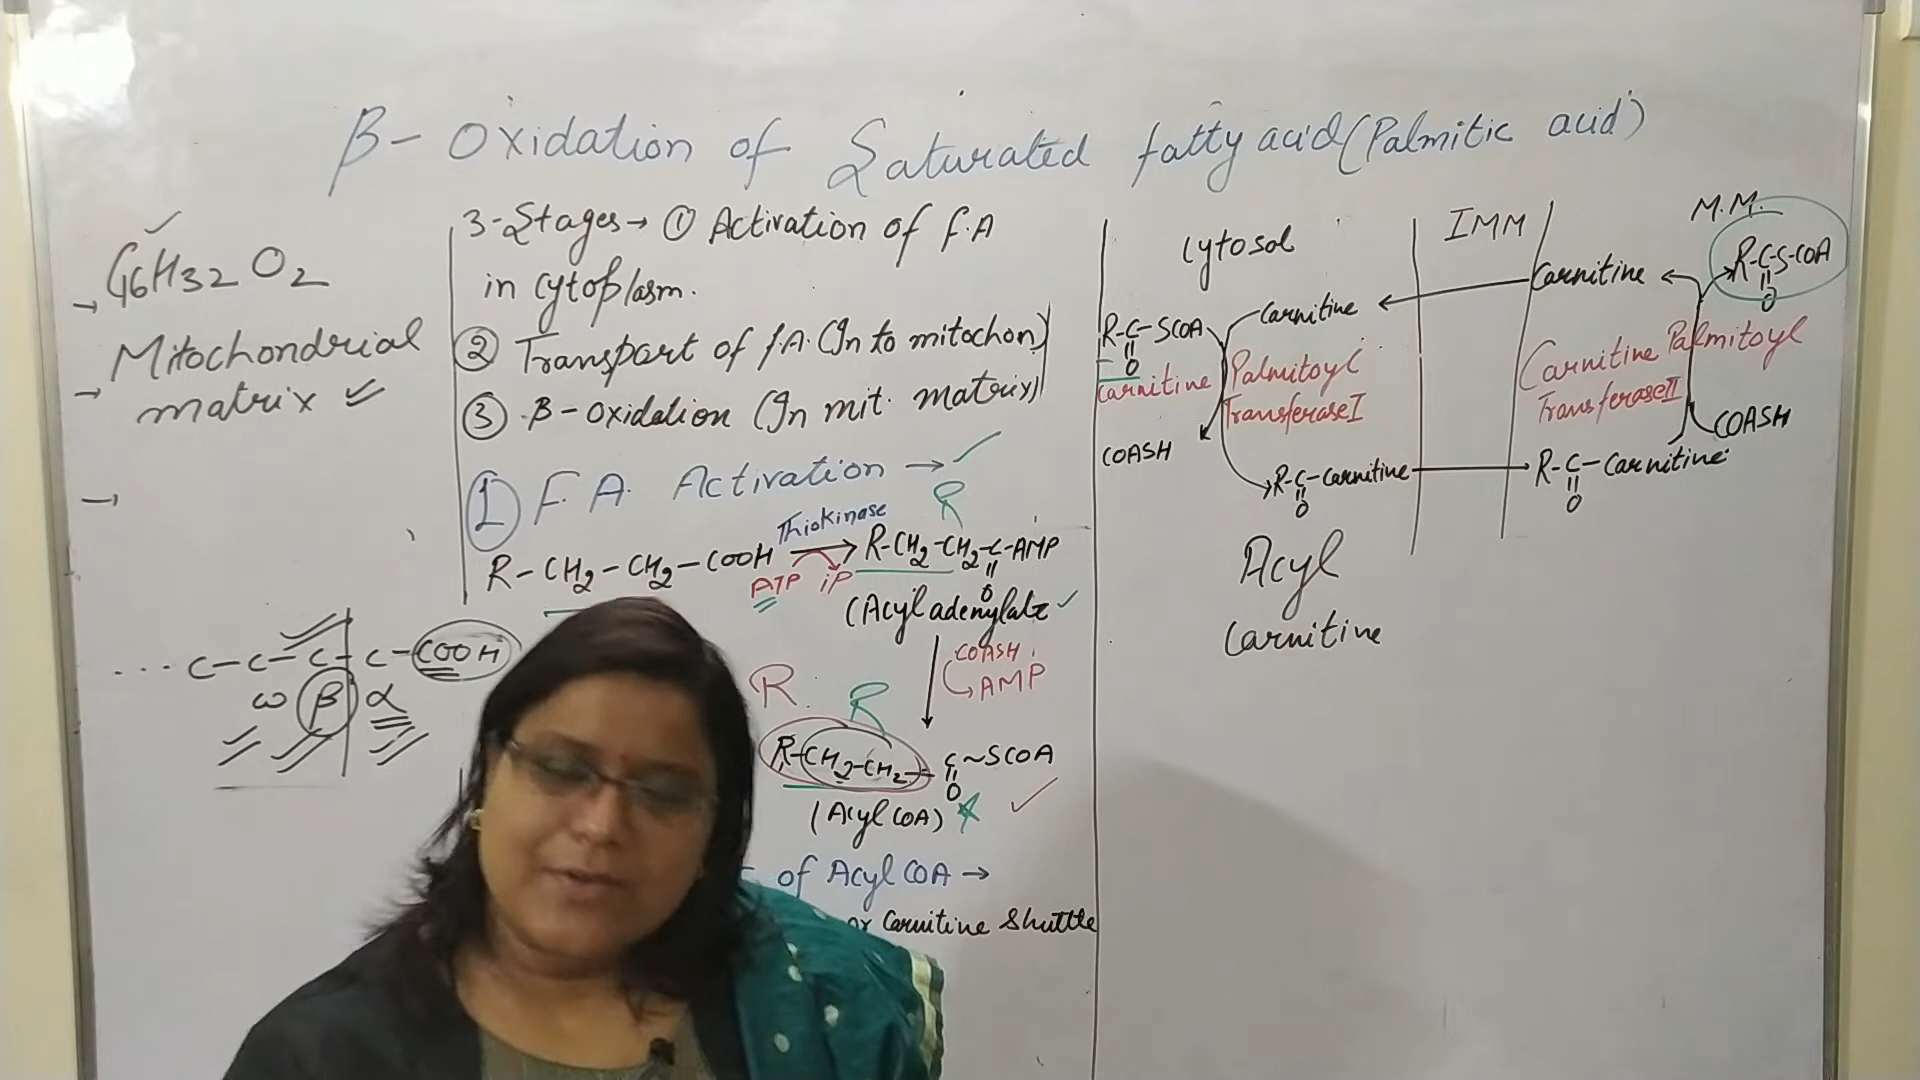 β- Oxidation of Saturated fatty acid (Palmitic acid)
→ C16H32O2
→ Mitochondrial
matrix
→
... C-C-C-C-COOH
ω β α
3-Stages→ ① Activation of F.A
in cytoplasm.
② Transpart of f.A. (In to mitochon)
③ β-oxidation (In mit. matrix)
1 F.A. Activation →
R
R-CH2-CH2-COOH Thiokinase → R-CH2-CH2-C-AMP
ATP iP O
(Acyl adenylate
COASH
AMP
R R
R-CH2-CH2-C~SCOA
O
(Acyl COA)
of Acyl COA →
or Carnitine Shuttle
Cytosol IMM M.M.
R-C-S-COA
O
Carnitine ← Carnitine
R-C-SCOA
O
Carnitine Palmitoyl
Transferase I
Carnitine Palmitoyl
Transferase II
COASH
COASH
R-C-Carnitine → R-C-Carnitine
O O
Acyl
Carnitine